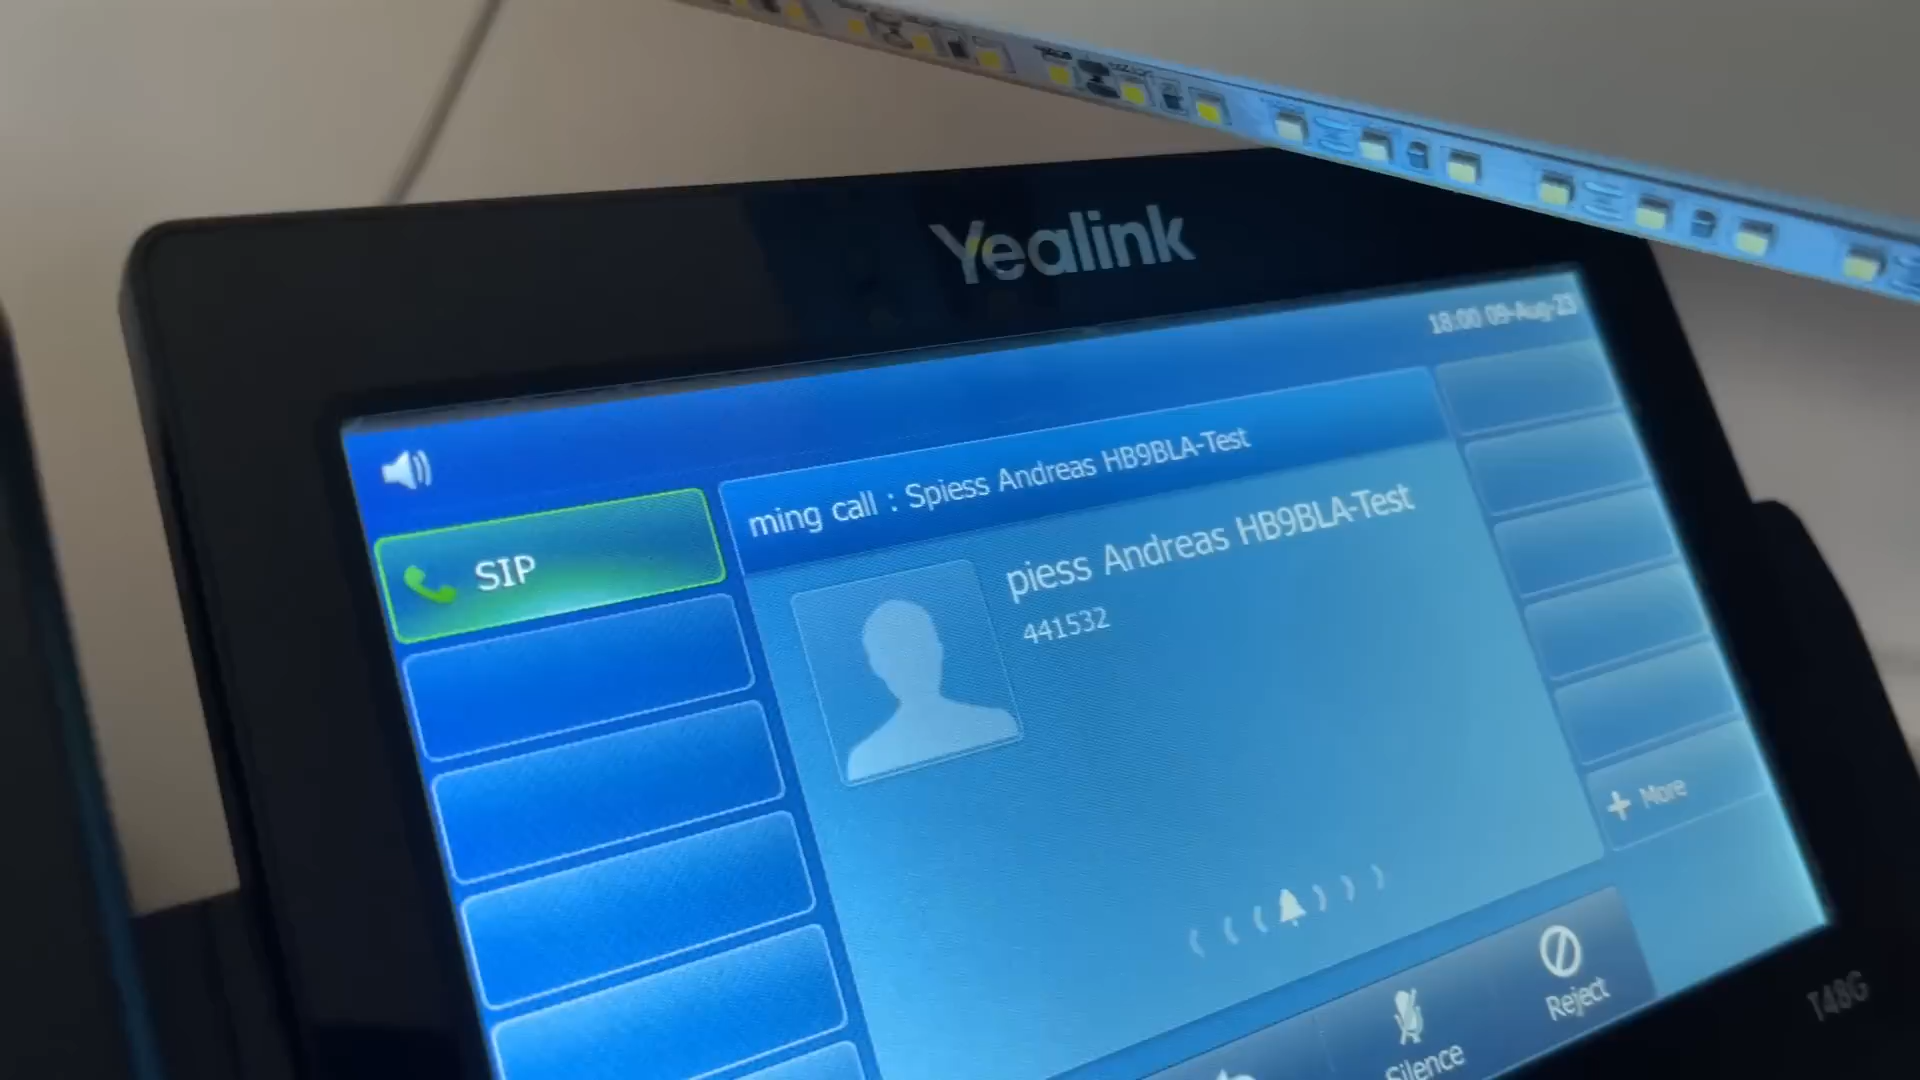 Yealink
18:00 09-Aug-23
ming call : Spiess Andreas HB9BLA-Test
SIP
piess Andreas HB9BLA-Test
441532
More
Silence
Reject
T48G